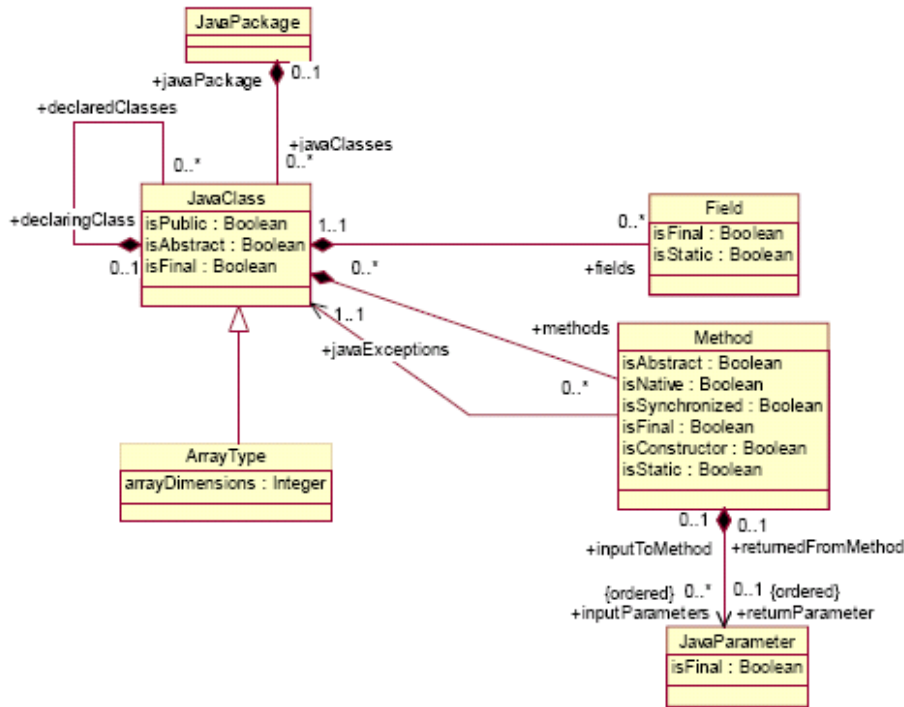 JavaPackage
0..1
+javaPackage
+declaredClasses
+javaClasses
0..*
0..*
JavaClass
isPublic : Boolean
isAbstract : Boolean
isFinal : Boolean
+declaringClass
0..1
1..1
0..*
Field
isFinal : Boolean
isStatic : Boolean
+fields
0..*
1..1
+methods
+javaExceptions
0..*
Method
isAbstract : Boolean
isNative : Boolean
isSynchronized : Boolean
isFinal : Boolean
isConstructor : Boolean
isStatic : Boolean
ArrayType
arrayDimensions : Integer
0..1
0..1
+inputToMethod
+returnedFromMethod
{ordered} 0..*
0..1 {ordered}
+inputParameters
+returnParameter
JavaParameter
isFinal : Boolean